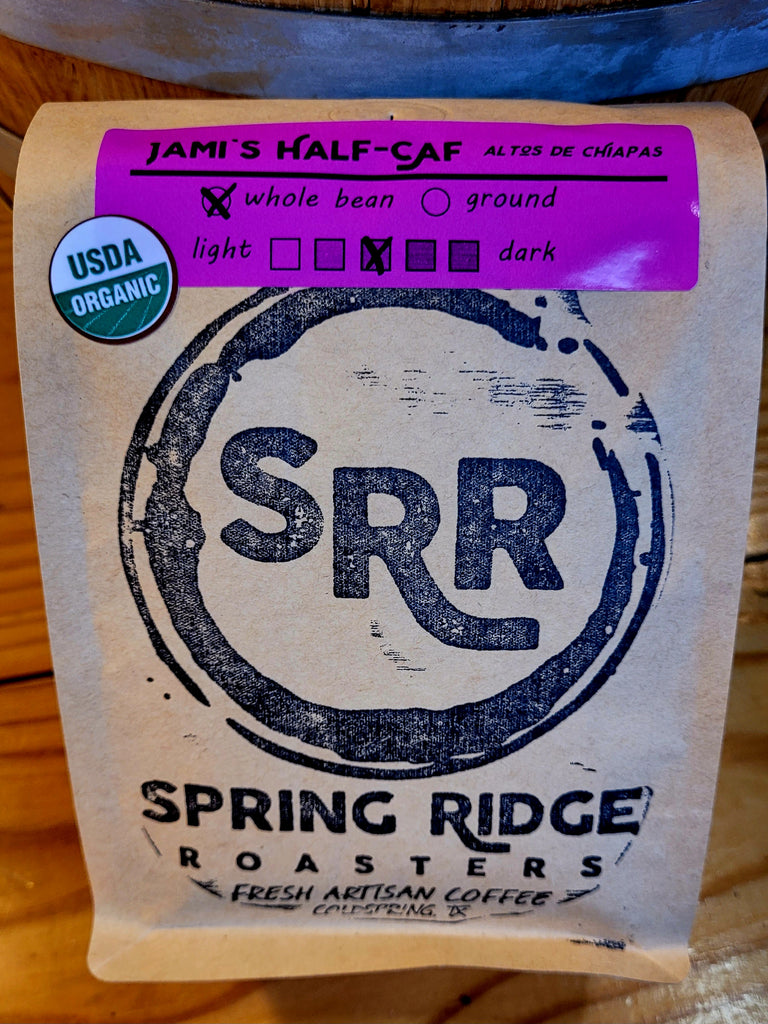 JAMI'S HALF-CAF ALTOS DE CHIAPAS
whole bean ground
light dark
USDA
ORGANIC
SRR
SPRING RIDGE
ROASTERS
FRESH ARTISAN COFFEE
COLDSPRING, TX